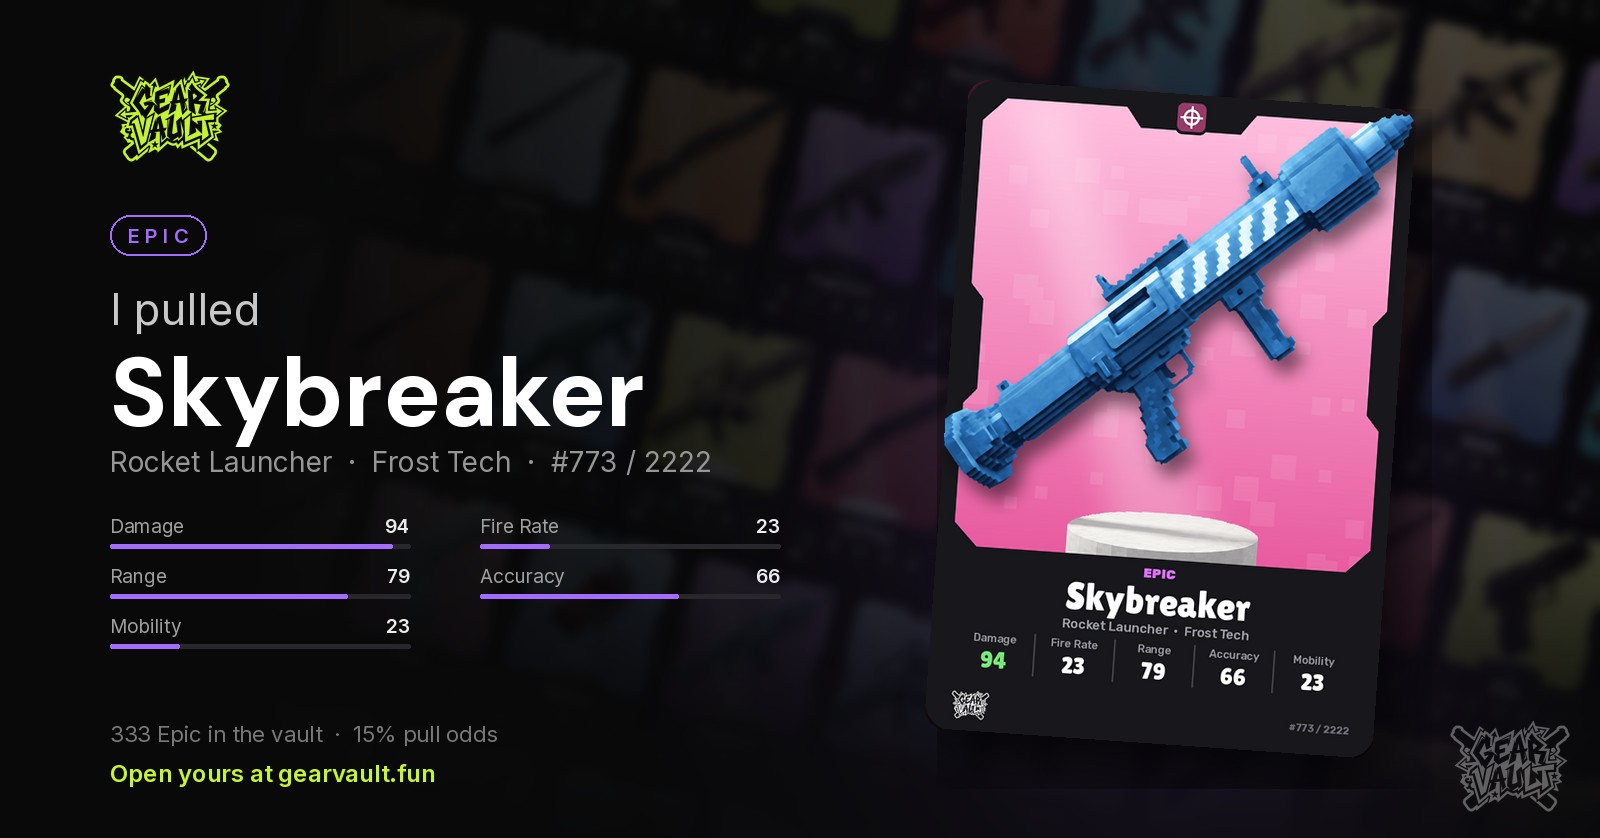 GEAR
VAULT
EPIC
I pulled
Skybreaker
Rocket Launcher · Frost Tech · #773 / 2222
Damage 94
Fire Rate 23
Range 79
Accuracy 66
Mobility 23
333 Epic in the vault · 15% pull odds
Open yours at gearvault.fun
EPIC
Skybreaker
Rocket Launcher · Frost Tech
Damage Fire Rate Range Accuracy Mobility
94 23 79 66 23
GEAR
VAULT
#773 / 2222
GEAR
VAULT